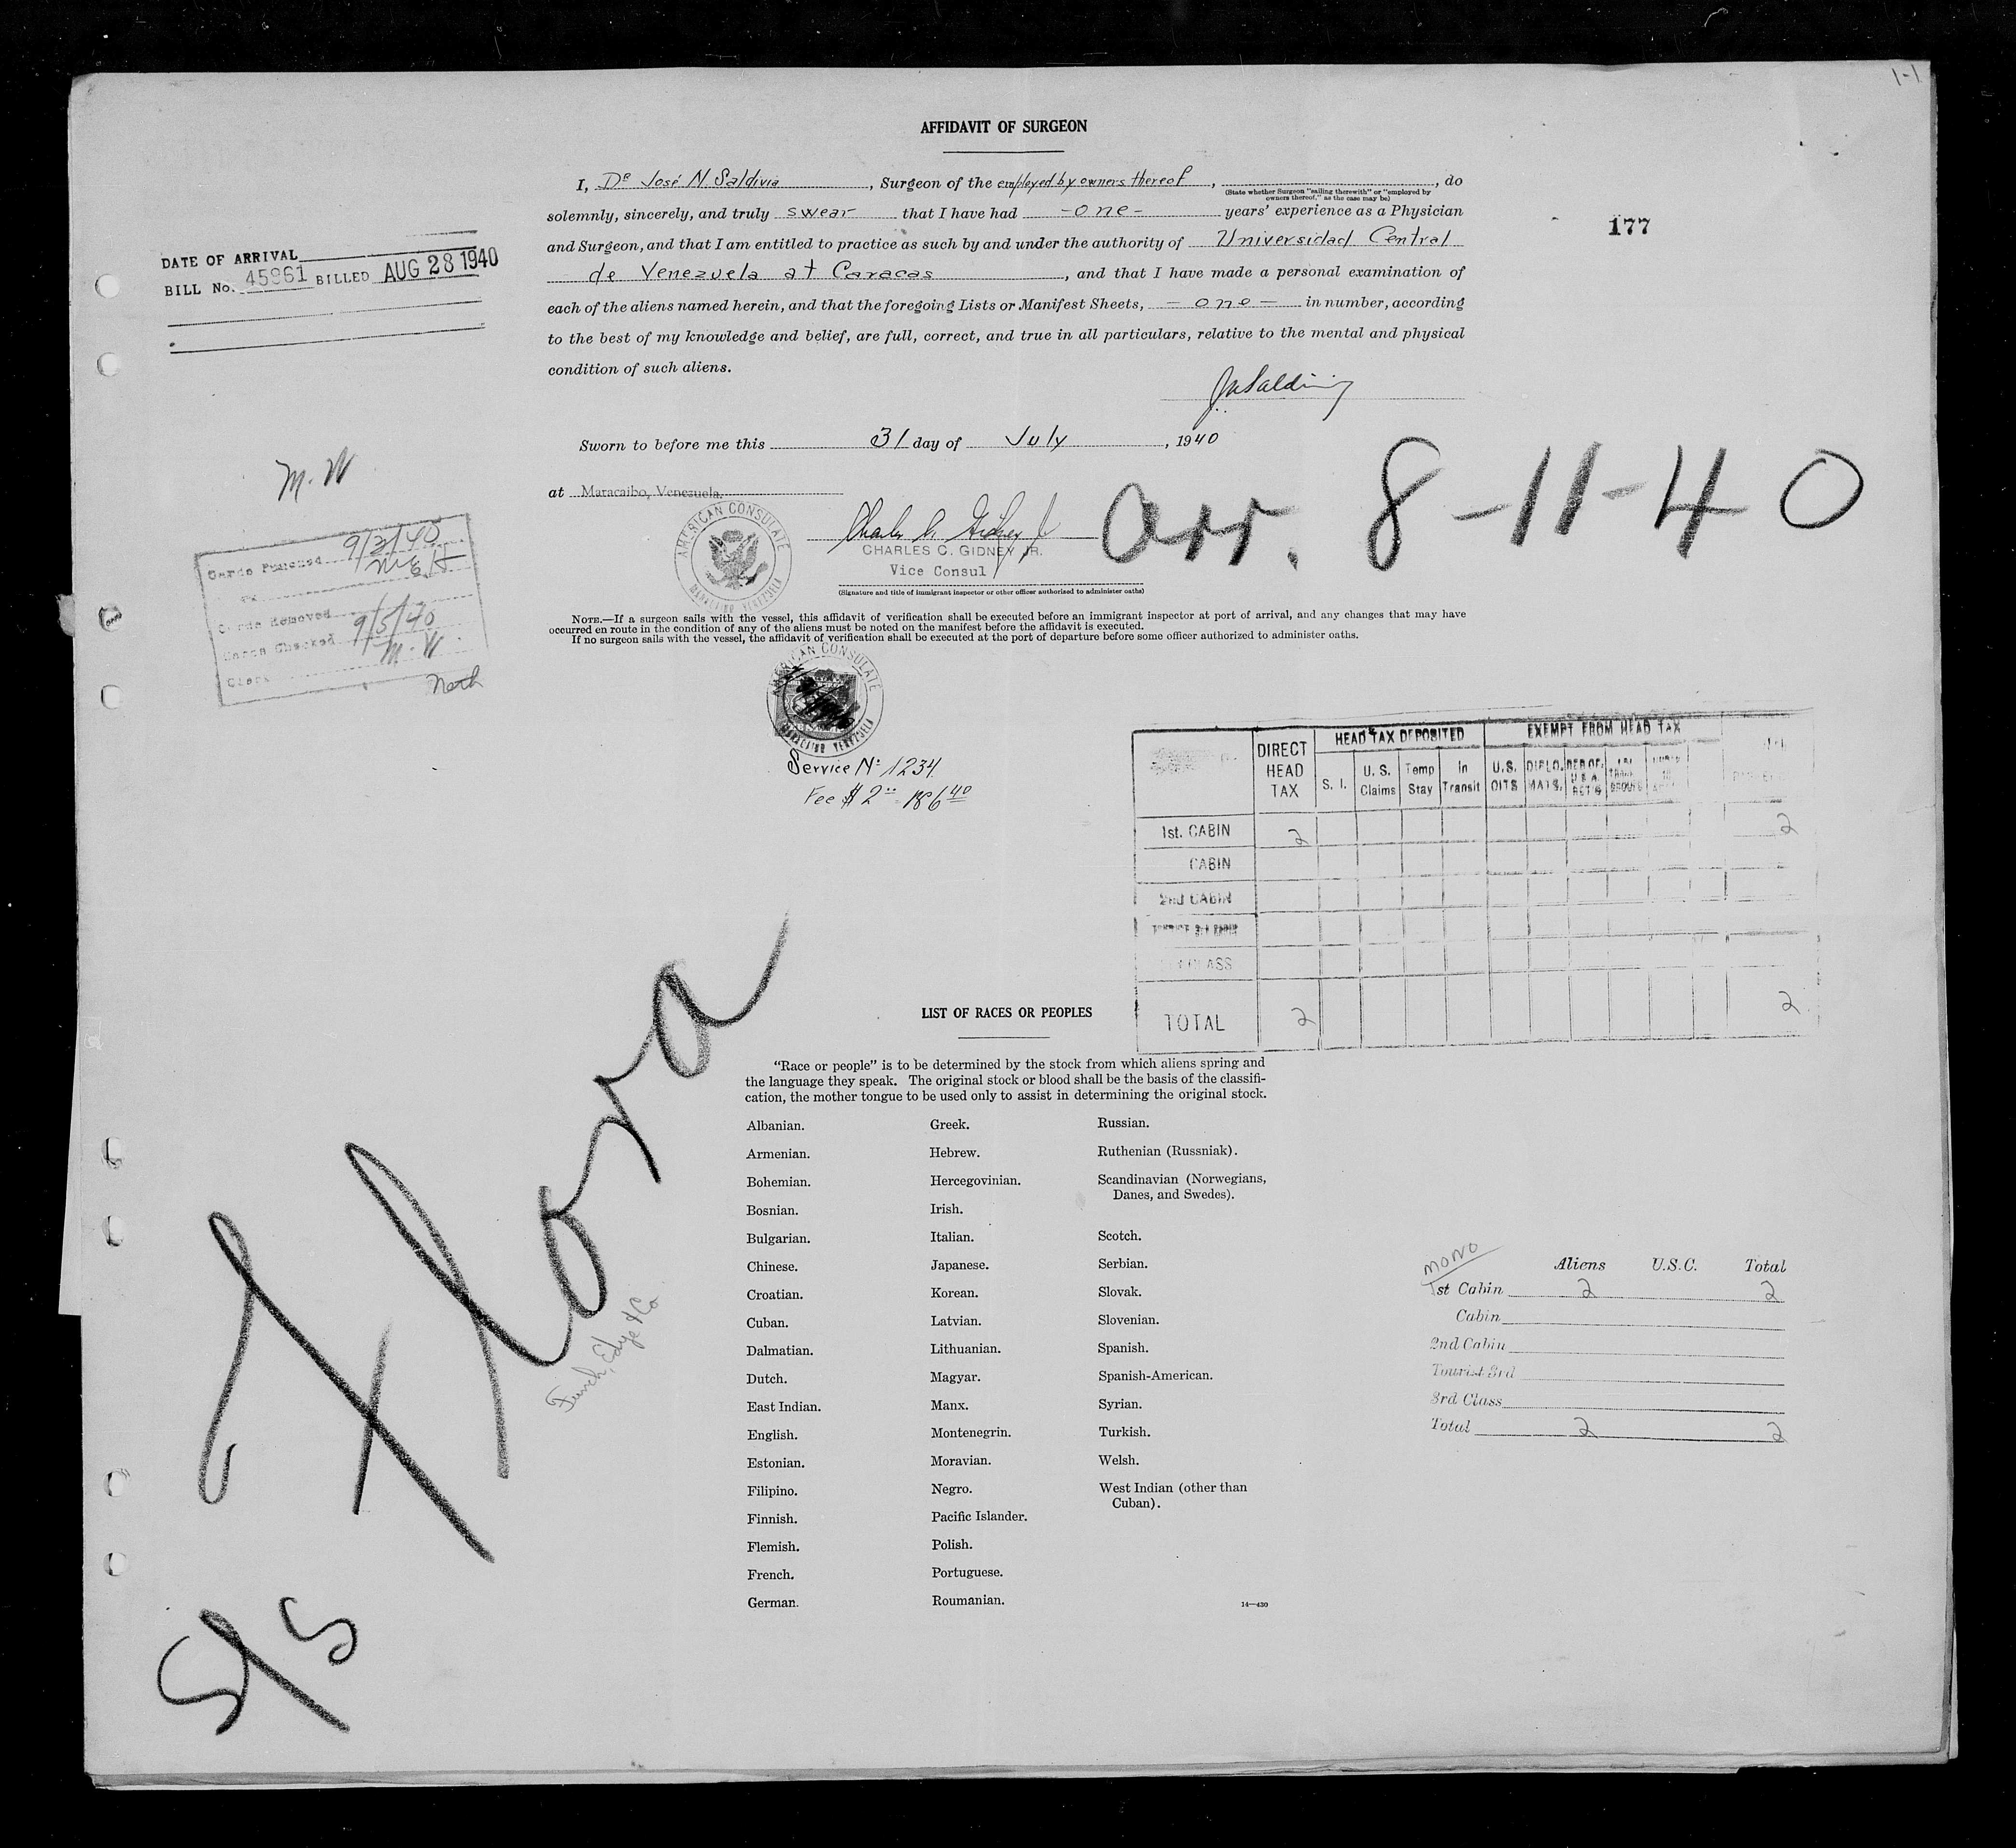 1-1
AFFIDAVIT OF SURGEON
I, Dr José N Saldivia, Surgeon of the employed by owners thereof, , do
(State whether Surgeon "sailing therewith" or "employed by
owners thereof," as the case may be)
solemnly, sincerely, and truly swear that I have had -one- years' experience as a Physician
and Surgeon, and that I am entitled to practice as such by and under the authority of Universidad Central
de Venezuela at Caracas, and that I have made a personal examination of
each of the aliens named herein, and that the foregoing Lists or Manifest Sheets, - one - in number, according
to the best of my knowledge and belief, are full, correct, and true in all particulars, relative to the mental and physical
condition of such aliens.
177
DATE OF ARRIVAL
BILL No. 45861 BILLED AUG 28 1940
Sworn to before me this 31 day of July, 1940
at Maracaibo, Venezuela.
AMERICAN CONSULATE
MARACAIBO VENEZUELA
CHARLES C. GIDNEY JR.
Vice Consul
(Signature and title of immigrant inspector or other officer authorized to administer oaths)
arr. 8-11-40
M. W
Cards Punched 9/3/40
Cards Removed
Cards Checked 9/5/40
M. W.
Clerk
NOTE.—If a surgeon sails with the vessel, this affidavit of verification shall be executed before an immigrant inspector at port of arrival, and any changes that may have
occurred en route in the condition of any of the aliens must be noted on the manifest before the affidavit is executed.
If no surgeon sails with the vessel, the affidavit of verification shall be executed at the port of departure before some officer authorized to administer oaths.
AMERICAN CONSULATE
MARACAIBO VENEZUELA
Service Nº 1234
Fee $2
DIRECT HEAD TAX
HEAD TAX DEPOSITED
EXEMPT FROM HEAD TAX
S. I.
U. S. Claims
Temp Stay
In Transit
U.S. CITS
DIPLO. MATS.
1st. CABIN 2 2
CABIN
2nd CABIN
CLASS
TOTAL 2 2
S/S Flora
Funch, Edye & Co
LIST OF RACES OR PEOPLES
"Race or people" is to be determined by the stock from which aliens spring and
the language they speak. The original stock or blood shall be the basis of the classifi-
cation, the mother tongue to be used only to assist in determining the original stock.
Albanian.
Armenian.
Bohemian.
Bosnian.
Bulgarian.
Chinese.
Croatian.
Cuban.
Dalmatian.
Dutch.
East Indian.
English.
Estonian.
Filipino.
Finnish.
Flemish.
French.
German.
Greek.
Hebrew.
Hercegovinian.
Irish.
Italian.
Japanese.
Korean.
Latvian.
Lithuanian.
Magyar.
Manx.
Montenegrin.
Moravian.
Negro.
Pacific Islander.
Polish.
Portuguese.
Roumanian.
Russian.
Ruthenian (Russniak).
Scandinavian (Norwegians,
Danes, and Swedes).
Scotch.
Serbian.
Slovak.
Slovenian.
Spanish.
Spanish-American.
Syrian.
Turkish.
Welsh.
West Indian (other than
Cuban).
14—430
MONO
Aliens U.S.C. Total
1st Cabin 2 2
Cabin
2nd Cabin
Tourist 3rd
3rd Class
Total 2 2